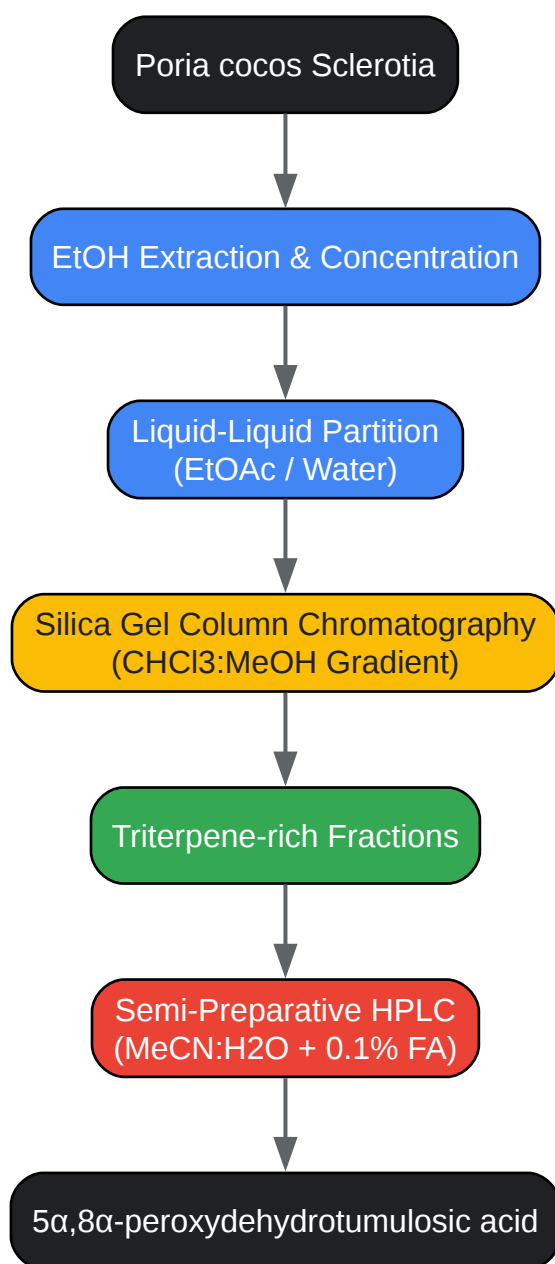 Poria cocos Sclerotia
EtOH Extraction & Concentration
Liquid-Liquid Partition
(EtOAc / Water)
Silica Gel Column Chromatography
(CHCl3:MeOH Gradient)
Triterpene-rich Fractions
Semi-Preparative HPLC
(MeCN:H2O + 0.1% FA)
5α,8α-peroxydehydrotumulosic acid